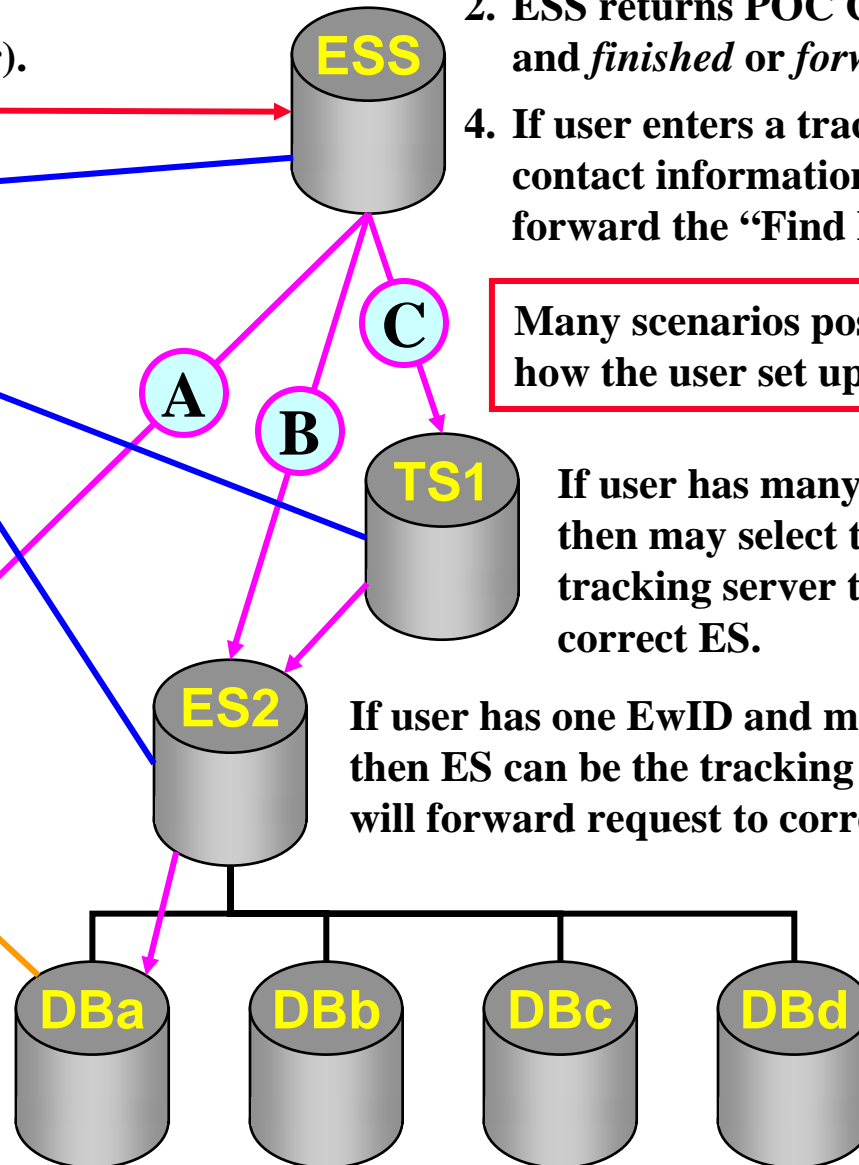 2. ESS returns POC
and finished or forw
).
ESS
4. If user enters a trac
contact information
forward the “Find
Many scenarios pos
how the user set up
C
A
B
TS1
If user has many
then may select t
tracking server t
correct ES.
ES2
If user has one EwID and m
then ES can be the tracking
will forward request to corre
DBa DBb DBc DBd